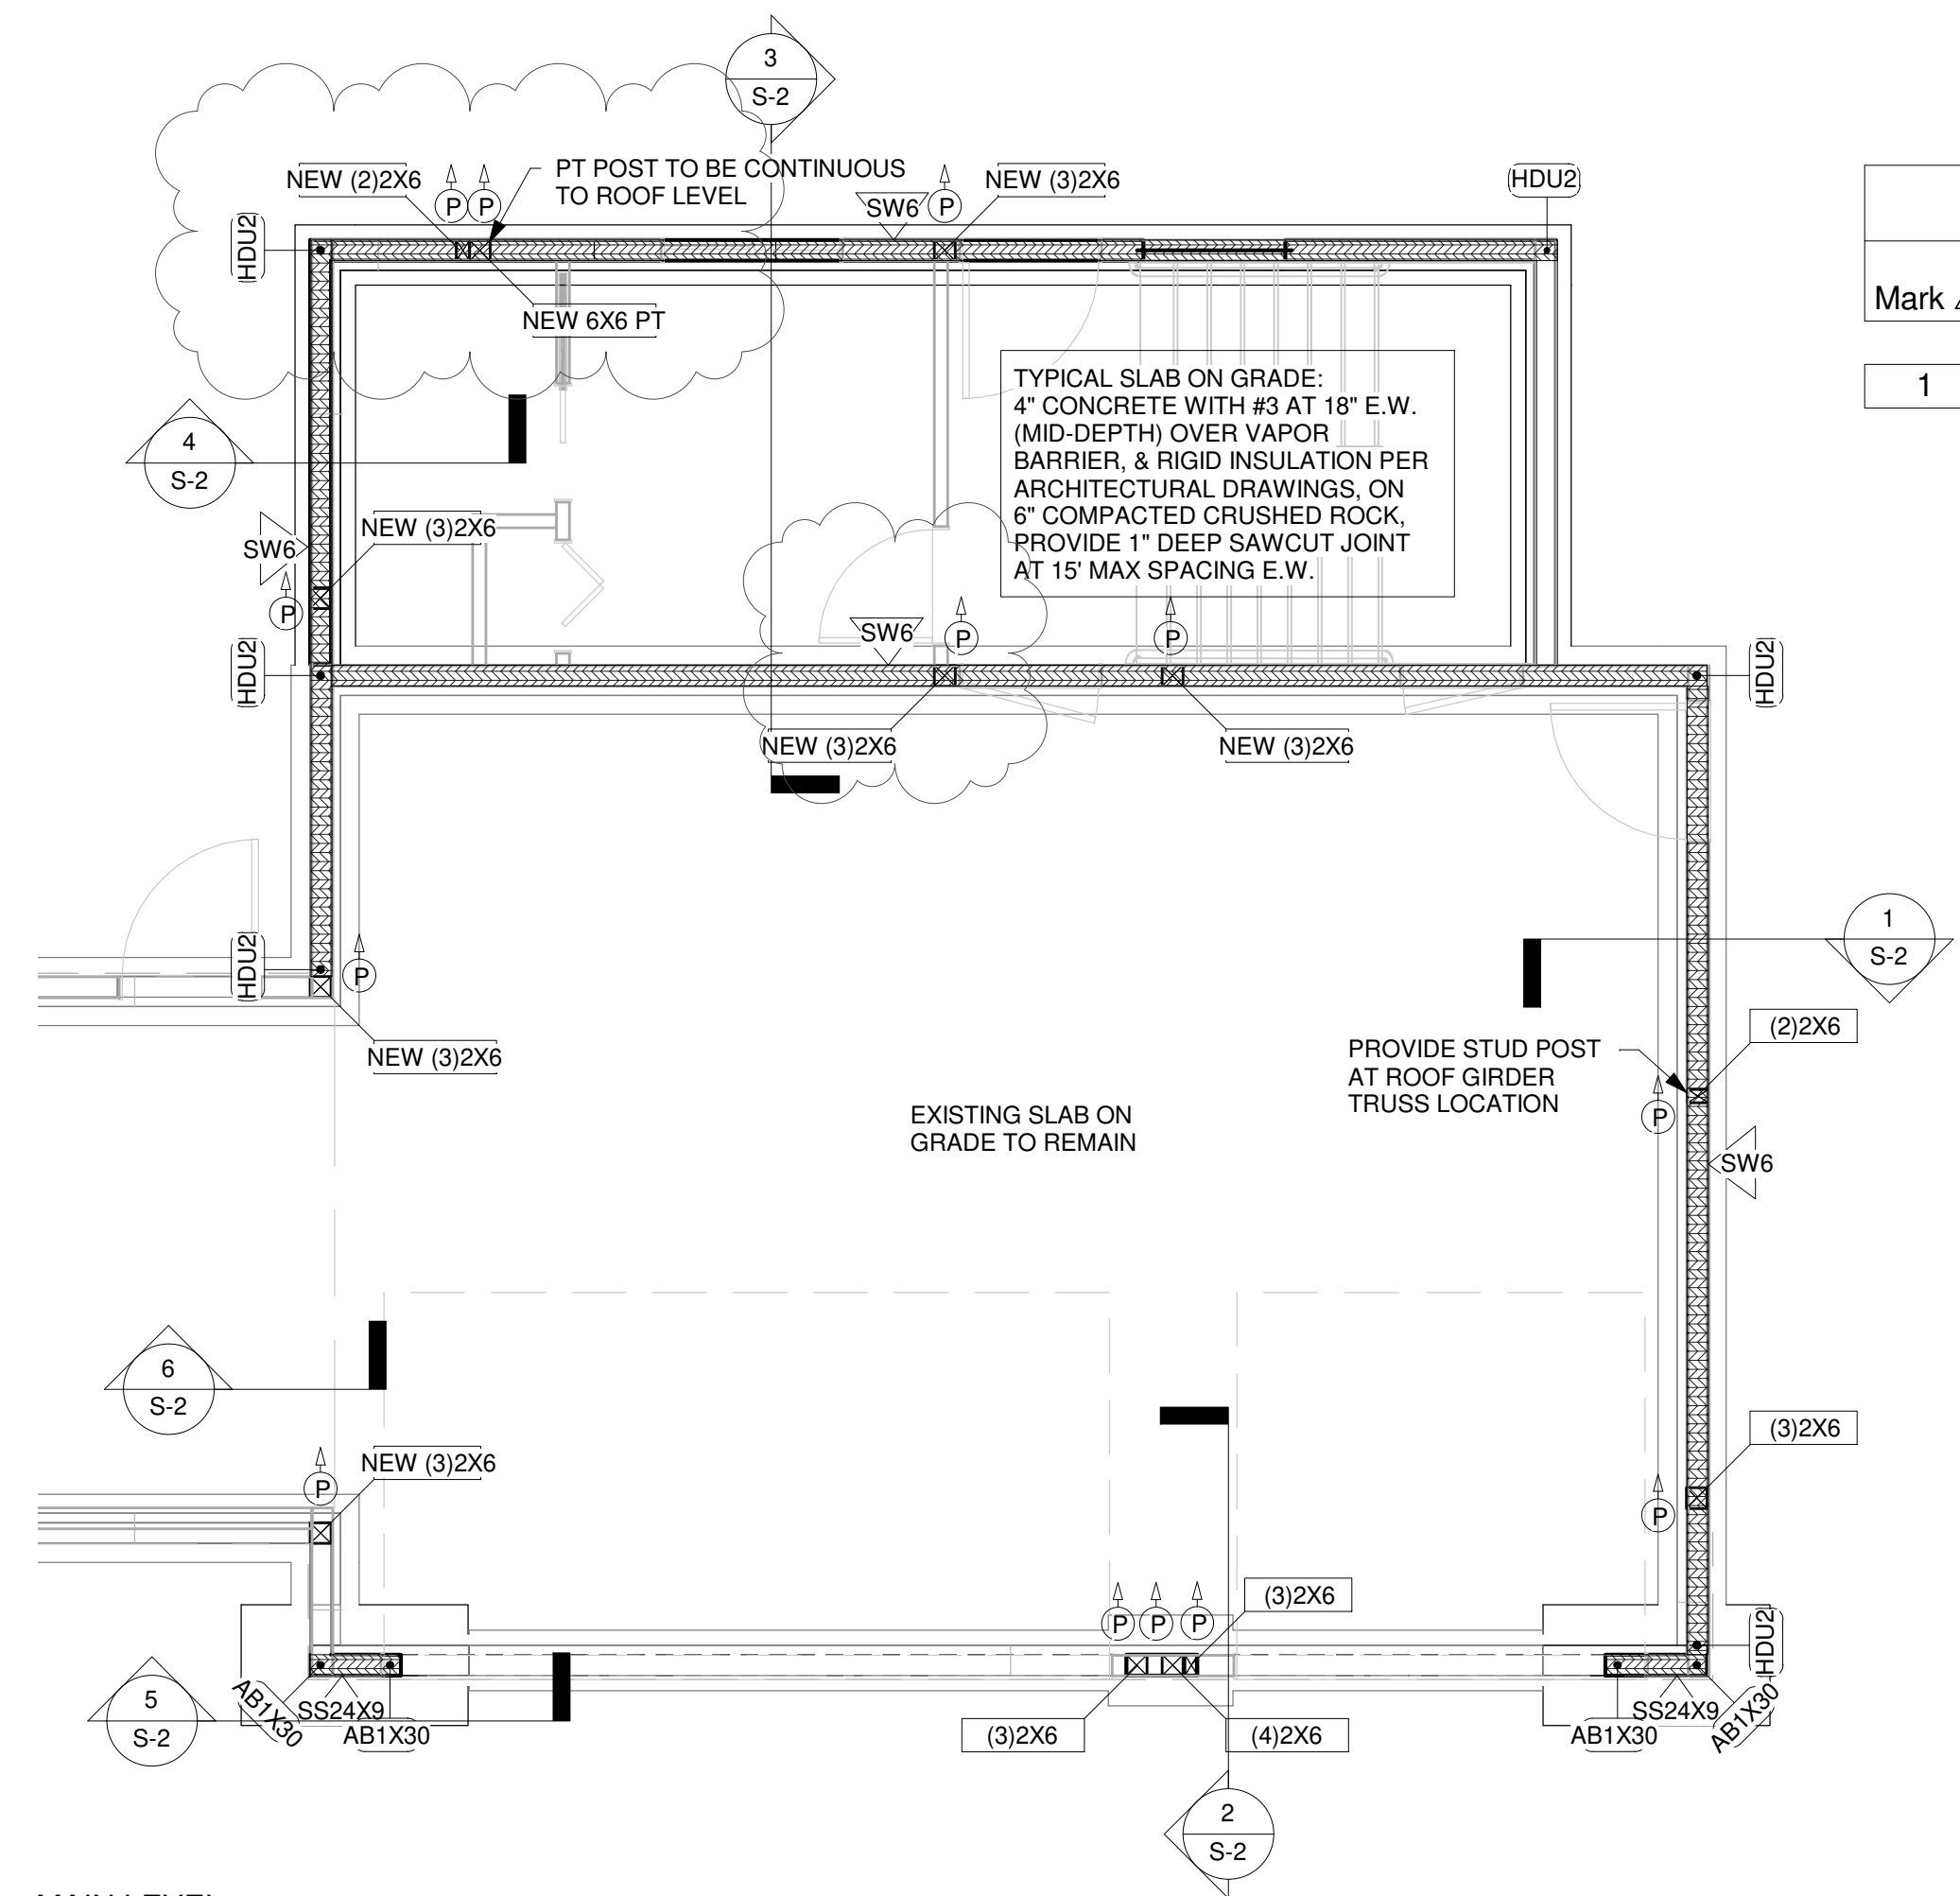 3
S-2
NEW (2)2X6
P
P
PT POST TO BE CONTINUOUS
TO ROOF LEVEL
SW6
P
NEW (3)2X6
HDU2
HDU2
NEW 6X6 PT
Mark
1
TYPICAL SLAB ON GRADE:
4" CONCRETE WITH #3 AT 18" E.W.
(MID-DEPTH) OVER VAPOR
BARRIER, & RIGID INSULATION PER
ARCHITECTURAL DRAWINGS, ON
6" COMPACTED CRUSHED ROCK,
PROVIDE 1" DEEP SAWCUT JOINT
AT 15' MAX SPACING E.W.
4
S-2
NEW (3)2X6
SW6
P
SW6
P
P
HDU2
HDU2
NEW (3)2X6
NEW (3)2X6
HDU2
P
1
S-2
NEW (3)2X6
(2)2X6
PROVIDE STUD POST
AT ROOF GIRDER
TRUSS LOCATION
P
EXISTING SLAB ON
GRADE TO REMAIN
SW6
6
S-2
NEW (3)2X6
P
(3)2X6
P
(3)2X6
P
P
P
HDU2
5
S-2
AB1X30
SS24X9
AB1X30
(3)2X6
(4)2X6
AB1X30
SS24X9
AB1X30
2
S-2